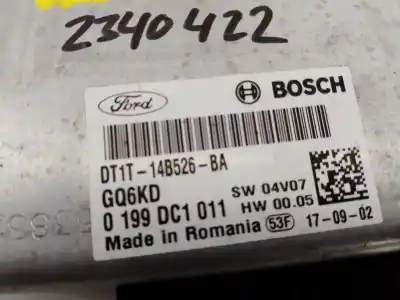 2340422
Ford
BOSCH
DT1T-14B526-BA
GQ6KD
SW 04V07
0 199 DC1 011
HW 00.05
Made in Romania
53F
17-09-02